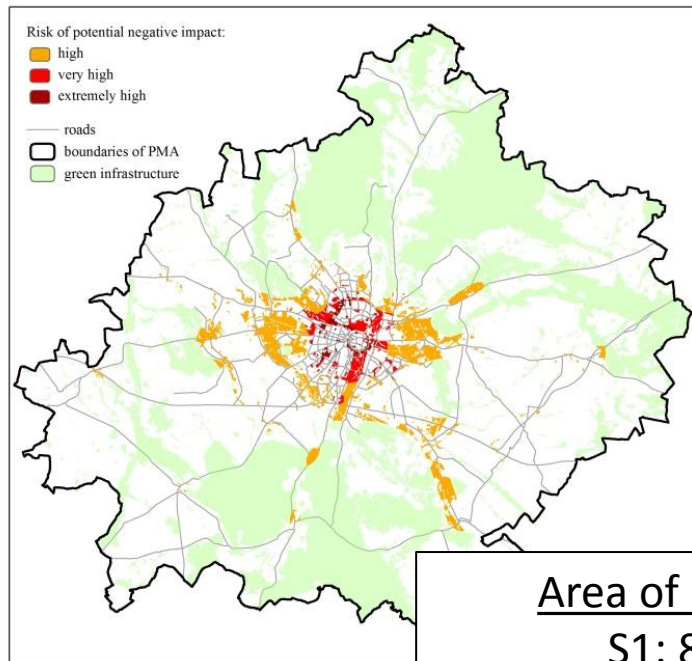 Risk of potential negative impact:
high
very high
extremely high
roads
boundaries of PMA
green infrastructure
Area of
S1: 8